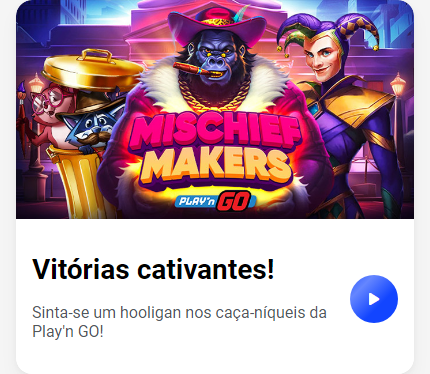 MISCHIEF
MAKERS
PLAY'n GO
Vitórias cativantes!
Sinta-se um hooligan nos caça-níqueis da
Play'n GO!